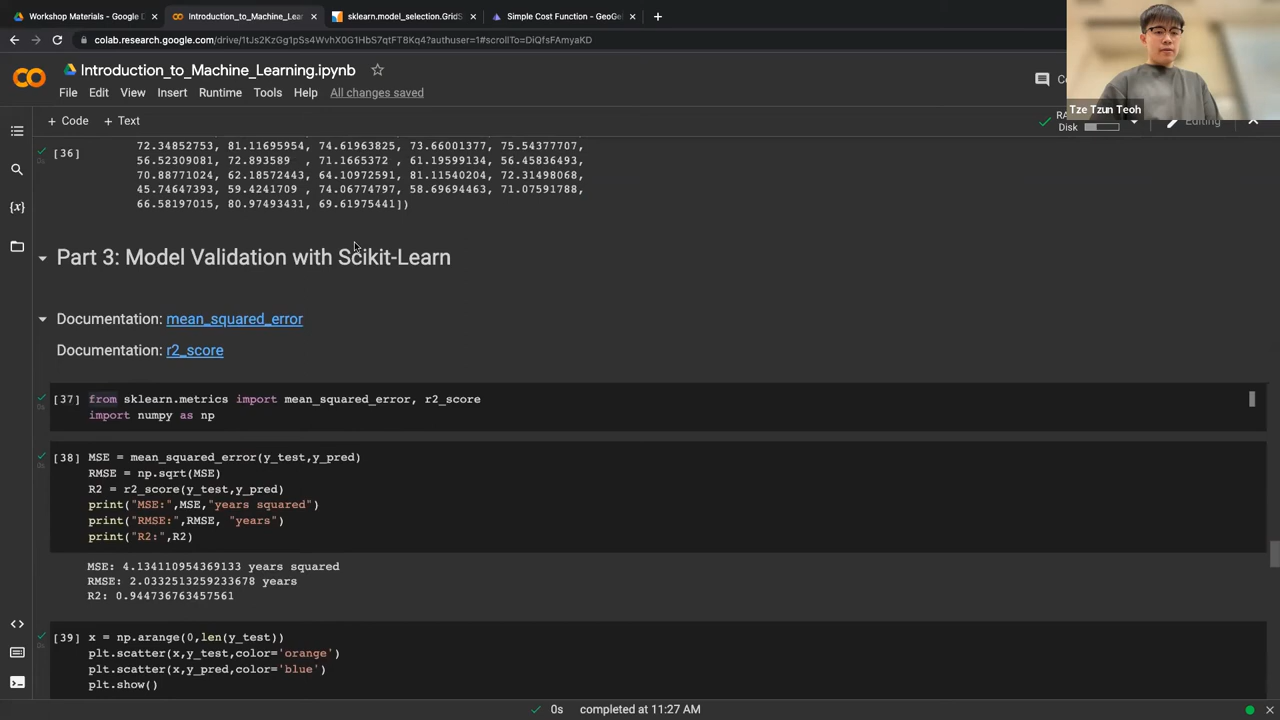 Workshop Materials - Google D
Introduction_to_Machine_Lear
sklearn.model_selection.GridS
Simple Cost Function - GeoGe
colab.research.google.com/drive/1tJs2KzGg1pSs4WvhX0G1HbS7qtFT8Kq4?authuser=1#scrollTo=DiQfsFAmyaKD
Introduction_to_Machine_Learning.ipynb
File Edit View Insert Runtime Tools Help All changes saved
Tze Tzun Teoh
+ Code + Text
RA
Disk
Editing
72.34852753, 81.11695954, 74.61963825, 73.66001377, 75.54377707,
[36]
56.52309081, 72.893589 , 71.1665372 , 61.19599134, 56.45836493,
70.88771024, 62.18572443, 64.10972591, 81.11540204, 72.31498068,
45.74647393, 59.4241709 , 74.06774797, 58.69694463, 71.07591788,
66.58197015, 80.97493431, 69.61975441])
Part 3: Model Validation with Scikit-Learn
Documentation: mean_squared_error
Documentation: r2_score
[37] from sklearn.metrics import mean_squared_error, r2_score
import numpy as np
[38] MSE = mean_squared_error(y_test,y_pred)
RMSE = np.sqrt(MSE)
R2 = r2_score(y_test,y_pred)
print("MSE:",MSE,"years squared")
print("RMSE:",RMSE, "years")
print("R2:",R2)
MSE: 4.134110954369133 years squared
RMSE: 2.0332513259233678 years
R2: 0.944736763457561
[39] x = np.arange(0,len(y_test))
plt.scatter(x,y_test,color='orange')
plt.scatter(x,y_pred,color='blue')
plt.show()
0s completed at 11:27 AM